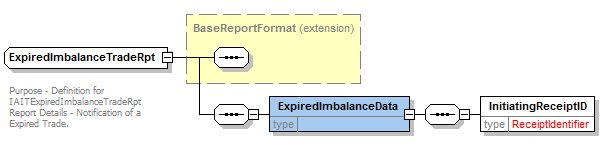 BaseReportFormat (extension)
ExpiredImbalanceTradeRpt
Purpose - Definition for
IAITExpiredImbalanceTradeRpt
Report Details - Notification of a
Expired Trade.
ExpiredImbalanceData
type
InitiatingReceiptID
type ReceiptIdentifier